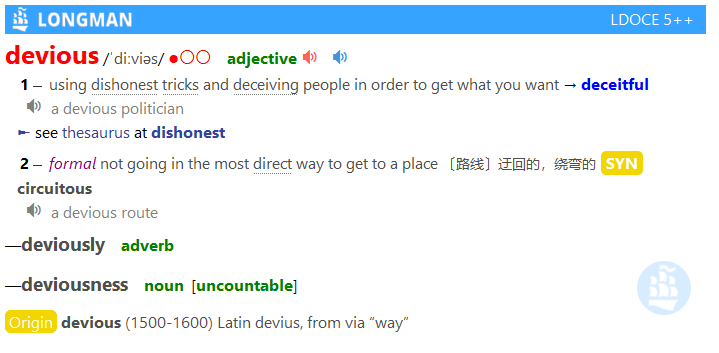 LONGMAN LDOCE 5++
devious /ˈdiːviəs/ ●○○ adjective
1 – using dishonest tricks and deceiving people in order to get what you want → deceitful
a devious politician
► see thesaurus at dishonest
2 – formal not going in the most direct way to get to a place 〔路线〕迂回的，绕弯的 SYN
circuitous
a devious route
—deviously adverb
—deviousness noun [uncountable]
Origin devious (1500-1600) Latin devius, from via “way”